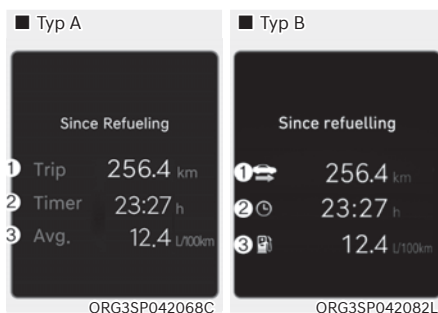 ■ Typ A
Since Refueling
1 Trip 256.4 km
2 Timer 23:27 h
3 Avg. 12.4 L/100km
ORG3SP042068C
■ Typ B
Since refuelling
1 256.4 km
2 23:27 h
3 12.4 L/100km
ORG3SP042082L